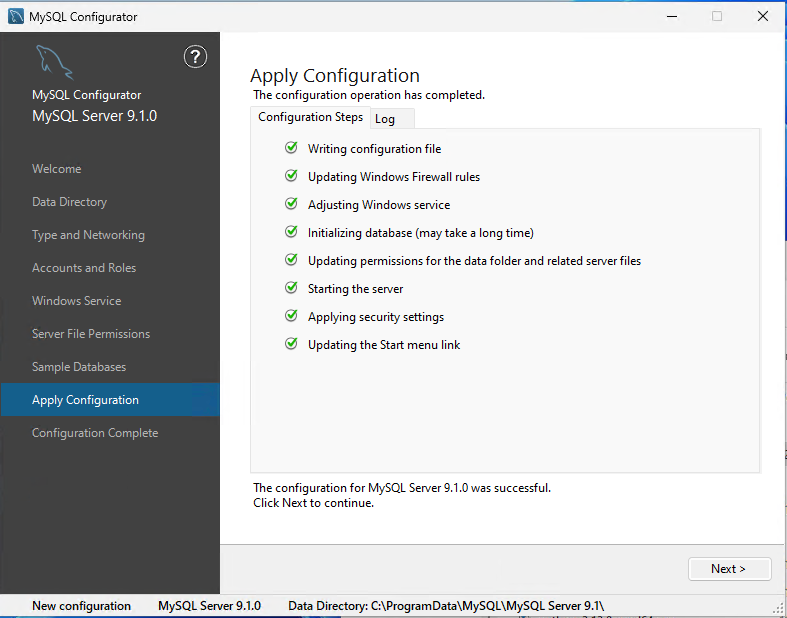 MySQL Configurator
?
MySQL Configurator
MySQL Server 9.1.0
Welcome
Data Directory
Type and Networking
Accounts and Roles
Windows Service
Server File Permissions
Sample Databases
Apply Configuration
Configuration Complete
Apply Configuration
The configuration operation has completed.
Configuration Steps Log
Writing configuration file
Updating Windows Firewall rules
Adjusting Windows service
Initializing database (may take a long time)
Updating permissions for the data folder and related server files
Starting the server
Applying security settings
Updating the Start menu link
The configuration for MySQL Server 9.1.0 was successful.
Click Next to continue.
Next >
New configuration MySQL Server 9.1.0 Data Directory: C:\ProgramData\MySQL\MySQL Server 9.1\